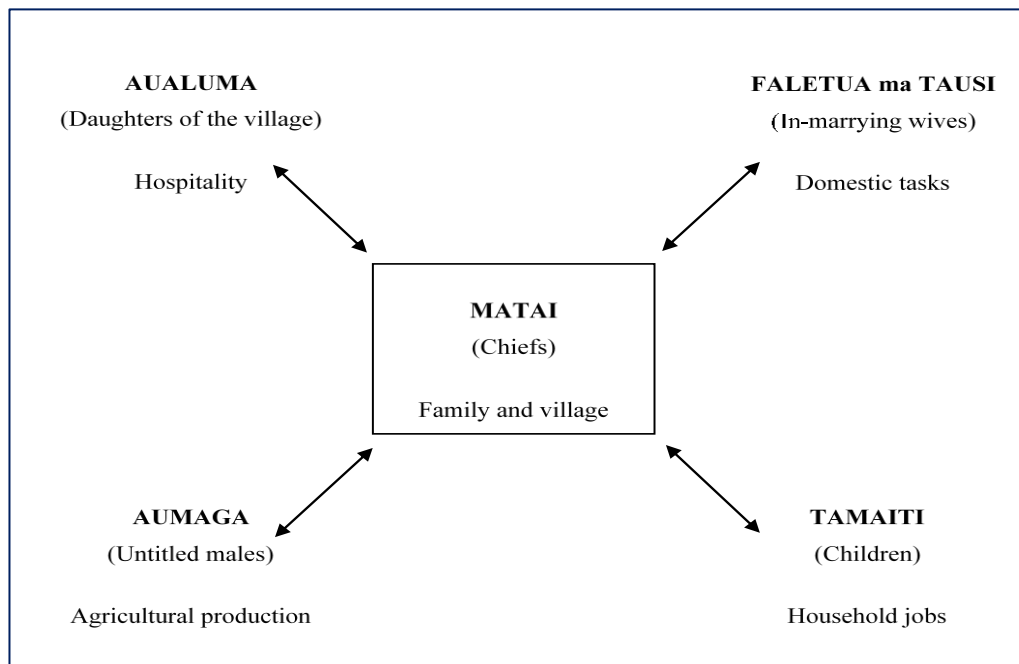 AUALUMA
(Daughters of the village)
Hospitality
FALETUA ma TAUSI
(In-marrying wives)
Domestic tasks
MATAI
(Chiefs)
Family and village
AUMAGA
(Untitled males)
Agricultural production
TAMAITI
(Children)
Household jobs